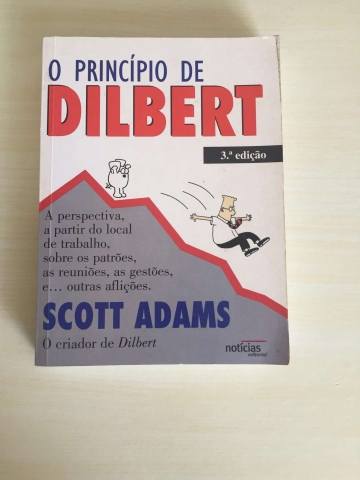 O PRINCÍPIO DE
DILBERT
3.ª edição
A perspectiva,
a partir do local
de trabalho,
sobre os patrões,
as reuniões, as gestões,
e... outras aflições.
SCOTT ADAMS
O criador de Dilbert
notícias
editorial